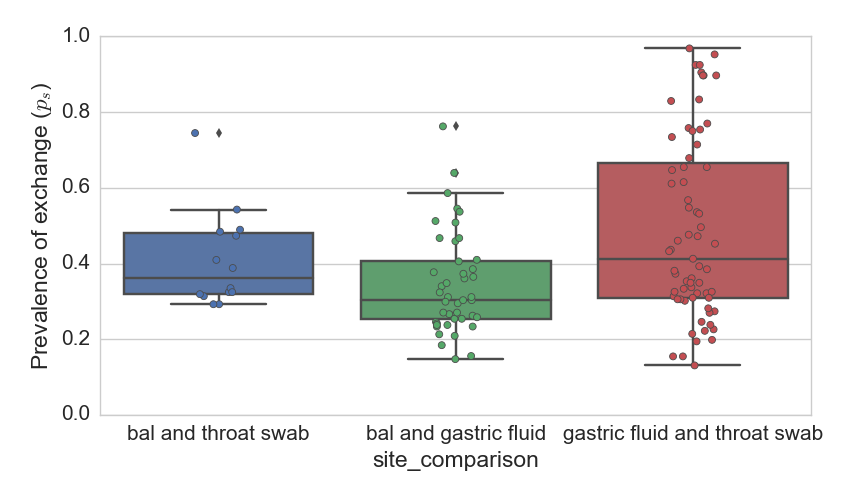 1.0
0.8
0.6
0.4
0.2
0.0
Prevalence of exchange (pₛ)
bal and throat swab
bal and gastric fluid
gastric fluid and throat swab
site_comparison